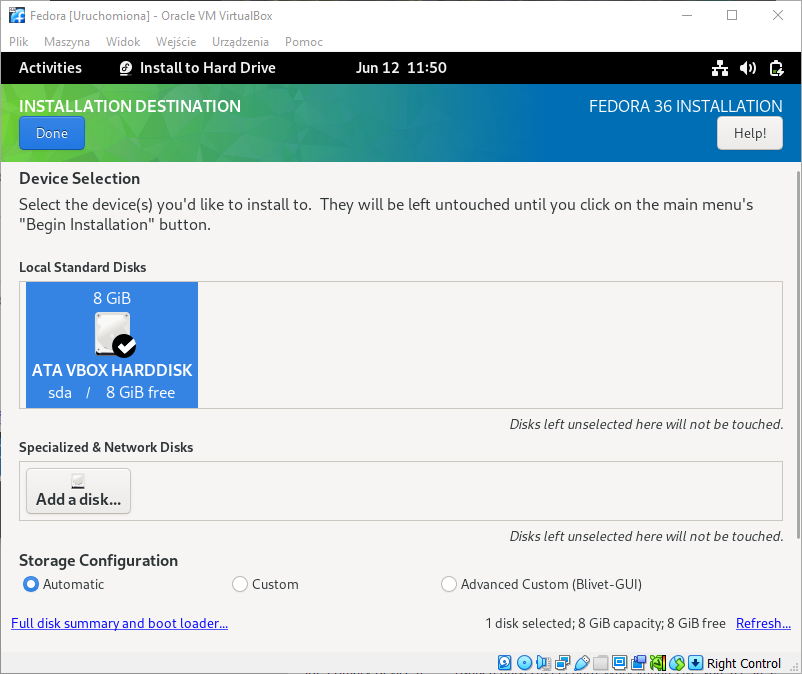 Fedora [Uruchomiona] - Oracle VM VirtualBox
Plik Maszyna Widok Wejście Urządzenia Pomoc
Activities Install to Hard Drive Jun 12 11:50
INSTALLATION DESTINATION FEDORA 36 INSTALLATION
Done Help!
Device Selection
Select the device(s) you'd like to install to. They will be left untouched until you click on the main menu's
"Begin Installation" button.
Local Standard Disks
8 GiB
ATA VBOX HARDDISK
sda / 8 GiB free
Disks left unselected here will not be touched.
Specialized & Network Disks
Add a disk...
Disks left unselected here will not be touched.
Storage Configuration
Automatic Custom Advanced Custom (Blivet-GUI)
Full disk summary and boot loader... 1 disk selected; 8 GiB capacity; 8 GiB free Refresh...
Right Control